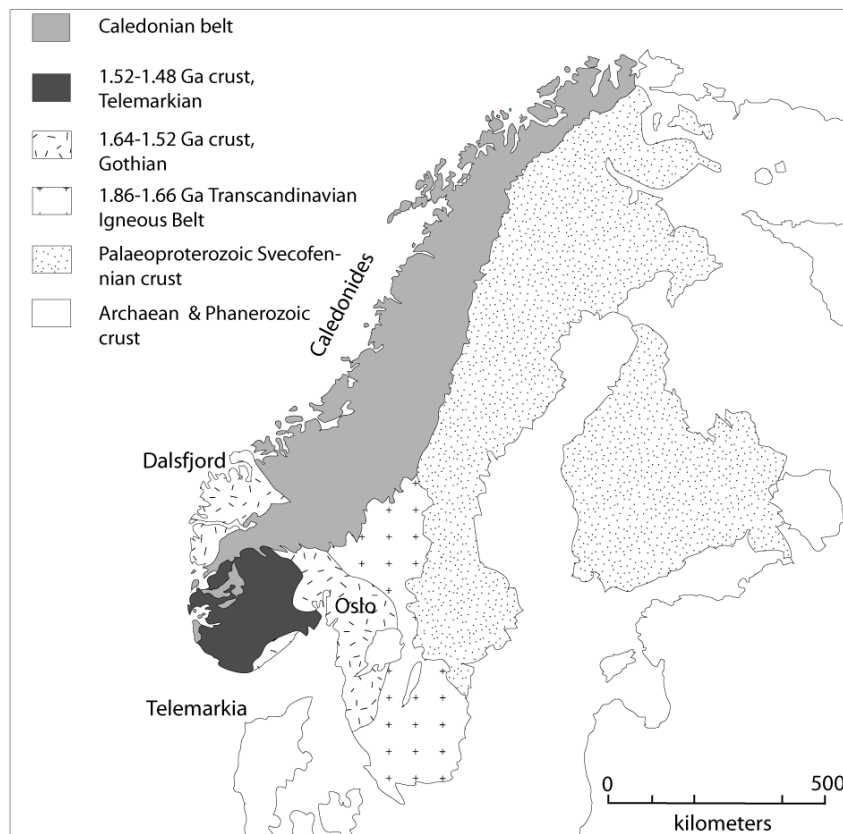 Caledonian belt
1.52-1.48 Ga crust,
Telemarkian
1.64-1.52 Ga crust,
Gothian
1.86-1.66 Ga Transcandinavian
Igneous Belt
Palaeoproterozoic Svecofen-
nian crust
Archaean & Phanerozoic
crust
Caledonides
Dalsfjord
Oslo
Telemarkia
0 500
kilometers